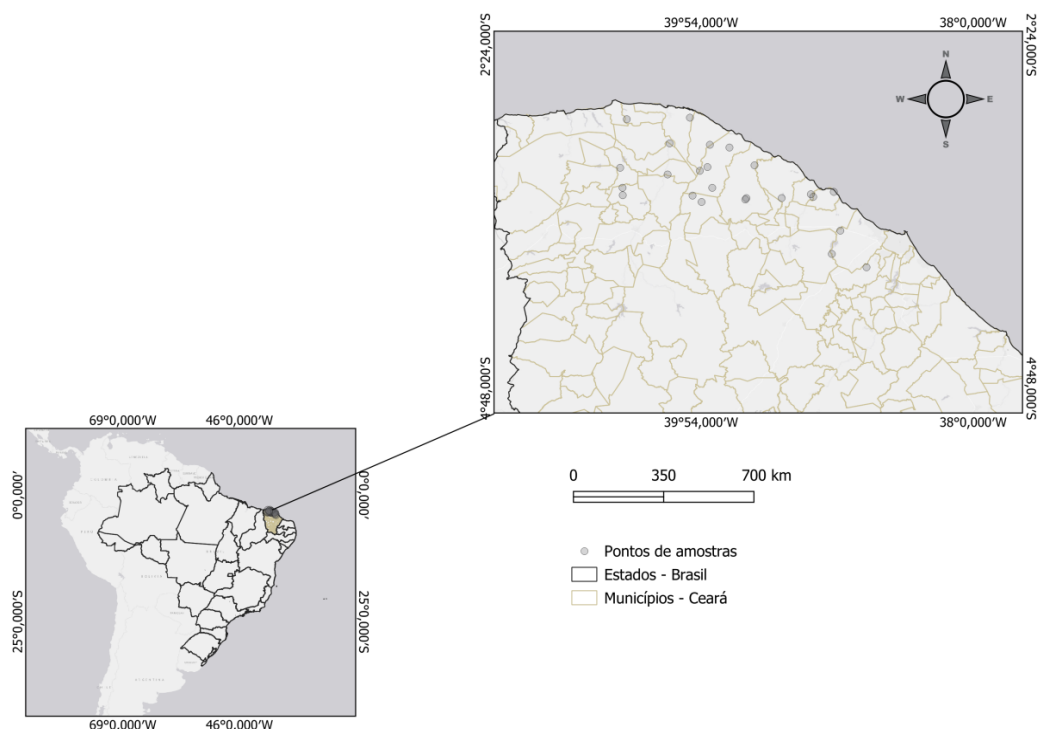 39°54,000'W 38°0,000'W
2°24,000'S 2°24,000'S
N
W E
S
4°48,000'S 4°48,000'S
39°54,000'W 38°0,000'W
69°0,000'W 46°0,000'W
0°0,000' 0°0,000'
25°0,000'S 25°0,000'S
69°0,000'W 46°0,000'W
0 350 700 km
Pontos de amostras
Estados - Brasil
Municípios - Ceará